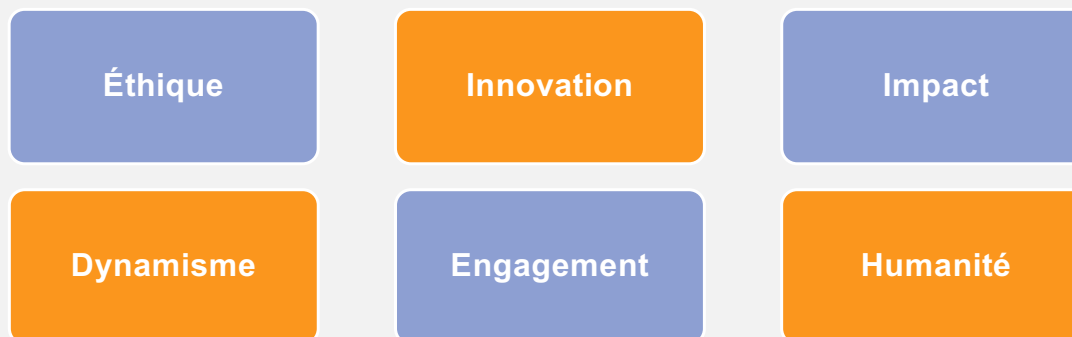 Éthique
Innovation
Impact
Dynamisme
Engagement
Humanité